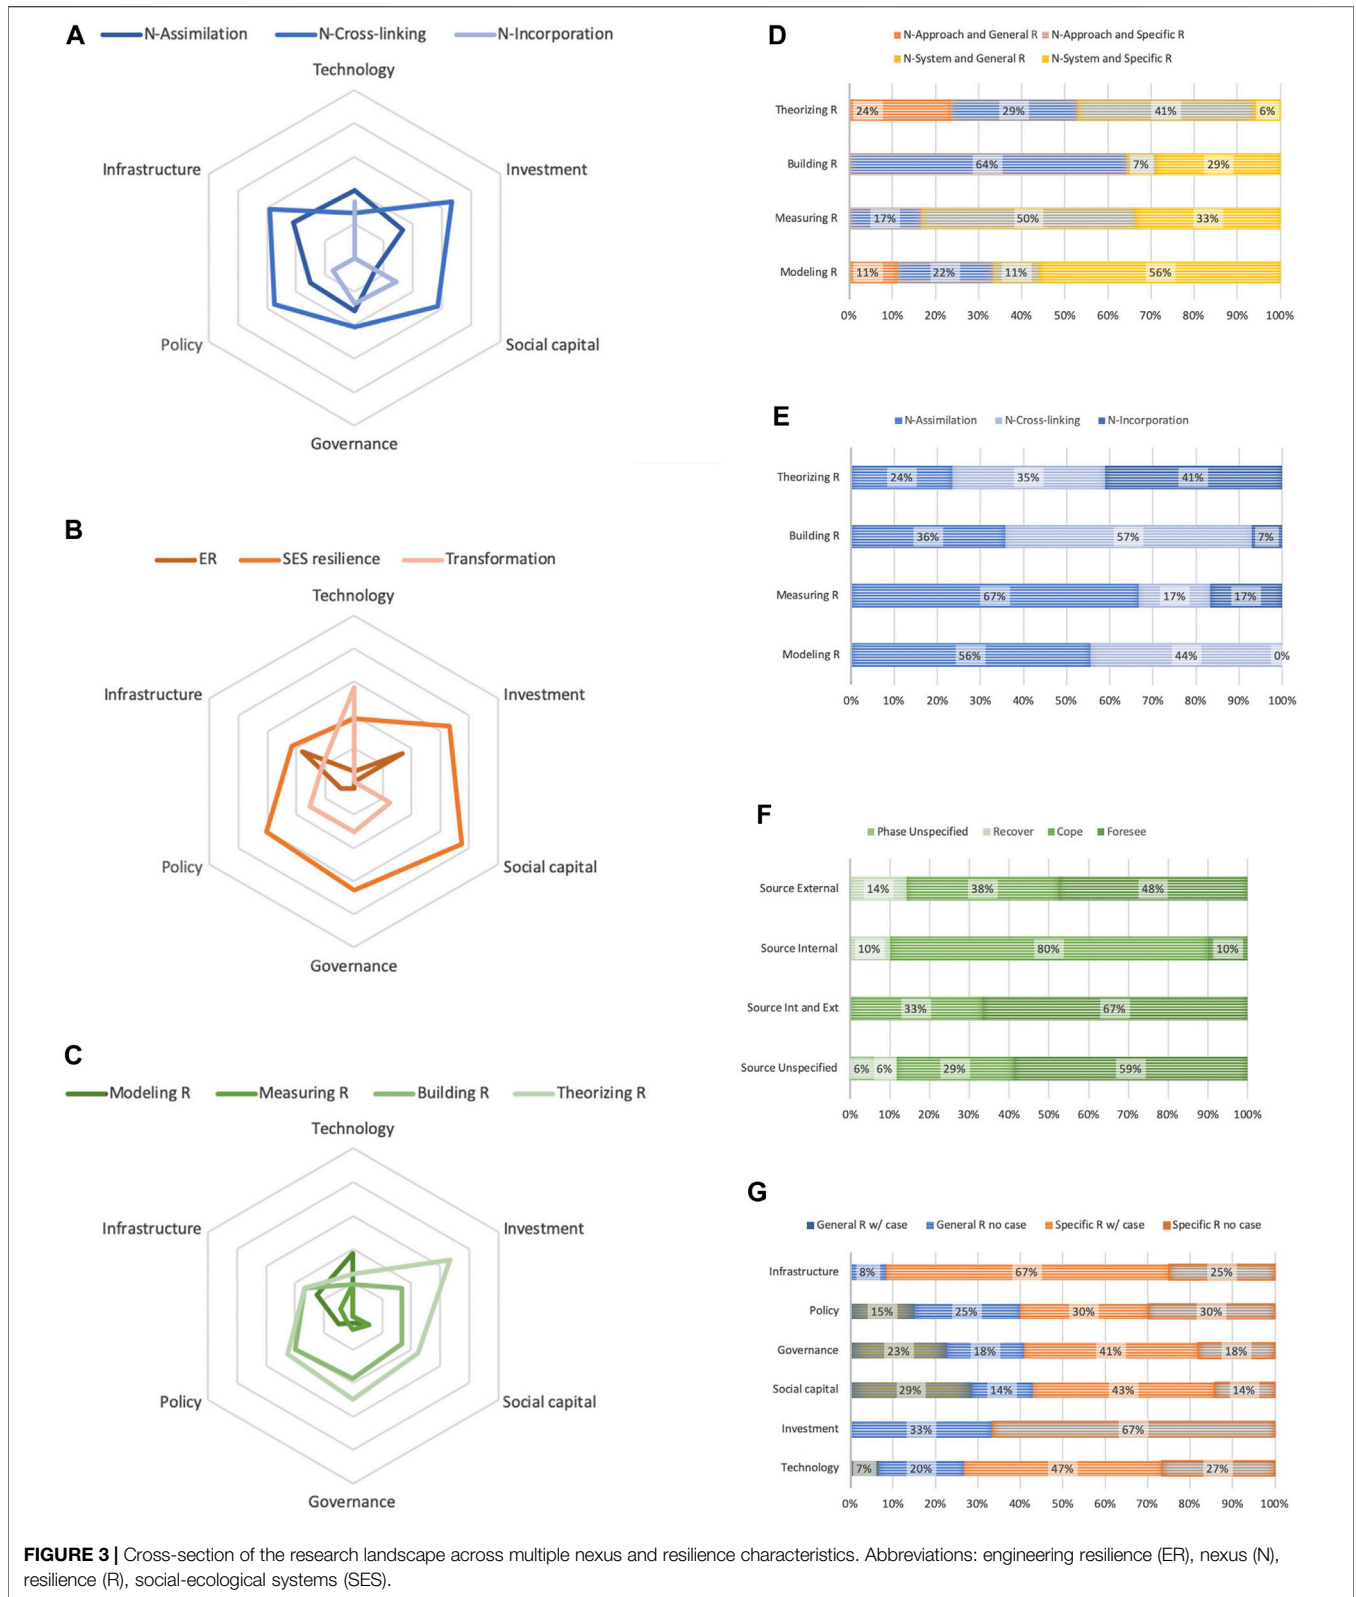 A
N-Assimilation N-Cross-linking N-Incorporation
Technology
Infrastructure Investment
Policy Social capital
Governance
B
ER SES resilience Transformation
Technology
Infrastructure Investment
Policy Social capital
Governance
C
Modeling R Measuring R Building R Theorizing R
Technology
Infrastructure Investment
Policy Social capital
Governance
D
N-Approach and General R N-Approach and Specific R
N-System and General R N-System and Specific R
Theorizing R 24% 29% 41% 6%
Building R 64% 7% 29%
Measuring R 17% 50% 33%
Modeling R 11% 22% 11% 56%
0% 10% 20% 30% 40% 50% 60% 70% 80% 90% 100%
E
N-Assimilation N-Cross-linking N-Incorporation
Theorizing R 24% 35% 41%
Building R 36% 57% 7%
Measuring R 67% 17% 17%
Modeling R 56% 44% 0%
0% 10% 20% 30% 40% 50% 60% 70% 80% 90% 100%
F
Phase Unspecified Recover Cope Foresee
Source External 14% 38% 48%
Source Internal 10% 80% 10%
Source Int and Ext 33% 67%
Source Unspecified 6% 6% 29% 59%
0% 10% 20% 30% 40% 50% 60% 70% 80% 90% 100%
G
General R w/ case General R no case Specific R w/ case Specific R no case
Infrastructure 8% 67% 25%
Policy 15% 25% 30% 30%
Governance 23% 18% 41% 18%
Social capital 29% 14% 43% 14%
Investment 33% 67%
Technology 7% 20% 47% 27%
0% 10% 20% 30% 40% 50% 60% 70% 80% 90% 100%
FIGURE 3 | Cross-section of the research landscape across multiple nexus and resilience characteristics. Abbreviations: engineering resilience (ER), nexus (N),
resilience (R), social-ecological systems (SES).